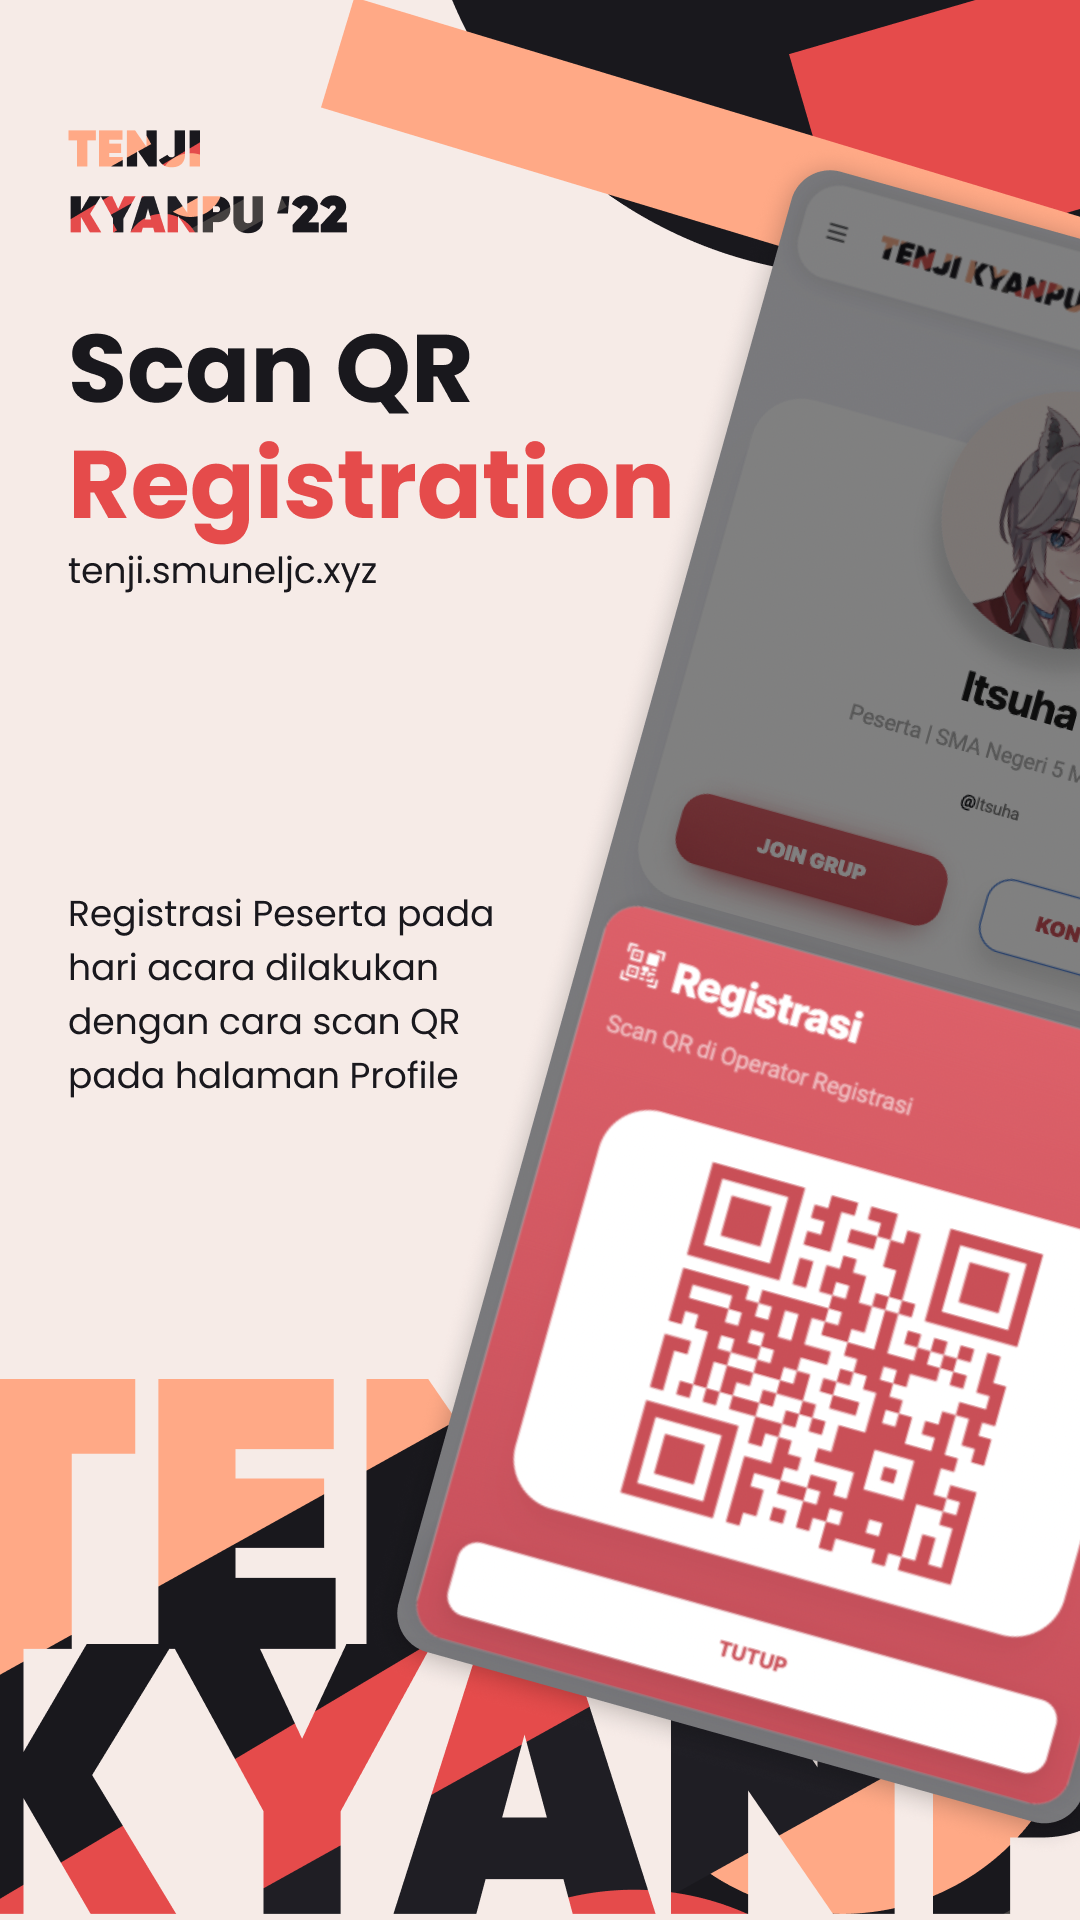 TENJI
KYANPU ‘22
Scan QR
Registration
tenji.smuneljc.xyz
Registrasi Peserta pada
hari acara dilakukan
dengan cara scan QR
pada halaman Profile
TENJI KYANPU
Itsuha
Peserta | SMA Negeri 5 M
@Itsuha
JOIN GRUP
KON
Registrasi
Scan QR di Operator Registrasi
TUTUP
TEN
KYANP